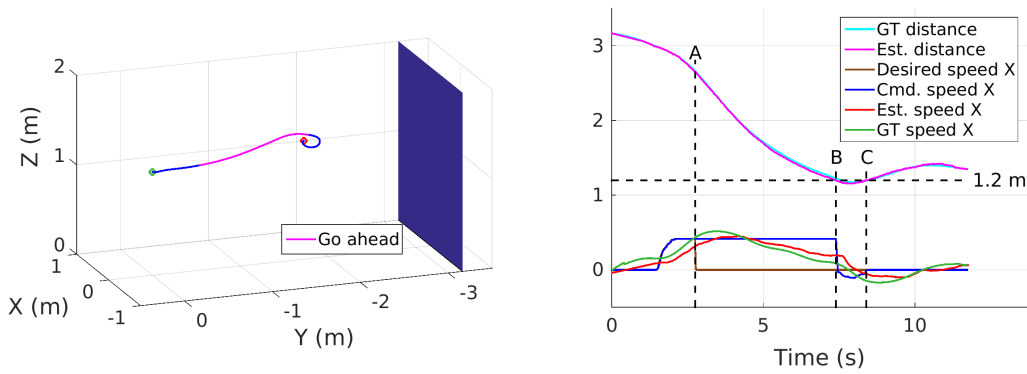 2
1
0
Z (m)
1
0
-1
X (m)
0
-1
-2
-3
Y (m)
Go ahead
3
2
1
0
0
5
10
Time (s)
A
B
C
1.2 m
GT distance
Est. distance
Desired speed X
Cmd. speed X
Est. speed X
GT speed X